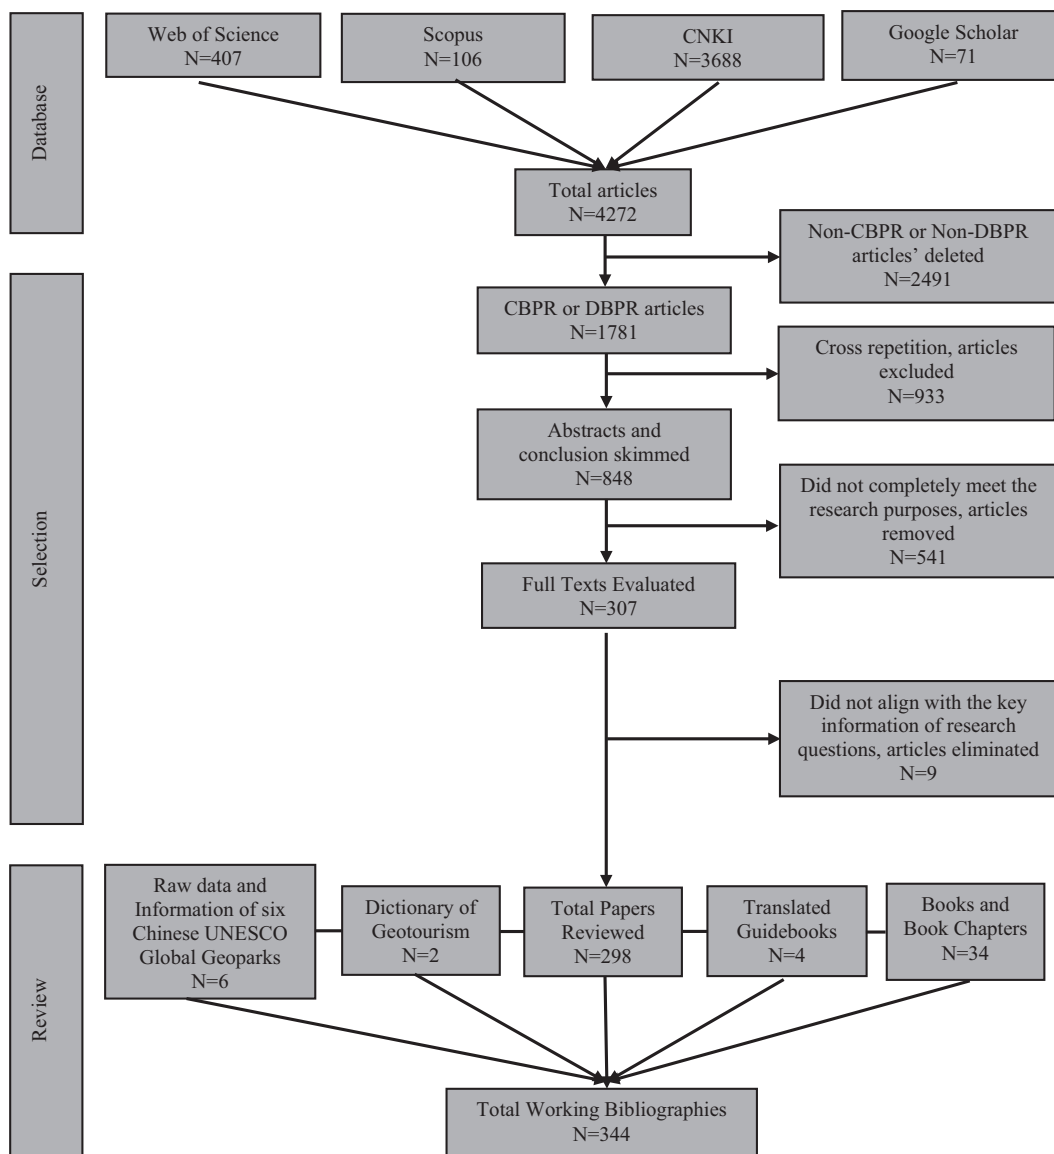 Database
Web of Science
N=407
Scopus
N=106
CNKI
N=3688
Google Scholar
N=71
Total articles
N=4272
Non-CBPR or Non-DBPR
articles’ deleted
N=2491
Selection
CBPR or DBPR articles
N=1781
Cross repetition, articles
excluded
N=933
Abstracts and
conclusion skimmed
N=848
Did not completely meet the
research purposes, articles
removed
N=541
Full Texts Evaluated
N=307
Did not align with the key
information of research
questions, articles eliminated
N=9
Review
Raw data and
Information of six
Chinese UNESCO
Global Geoparks
N=6
Dictionary of
Geotourism
N=2
Total Papers
Reviewed
N=298
Translated
Guidebooks
N=4
Books and
Book Chapters
N=34
Total Working Bibliographies
N=344